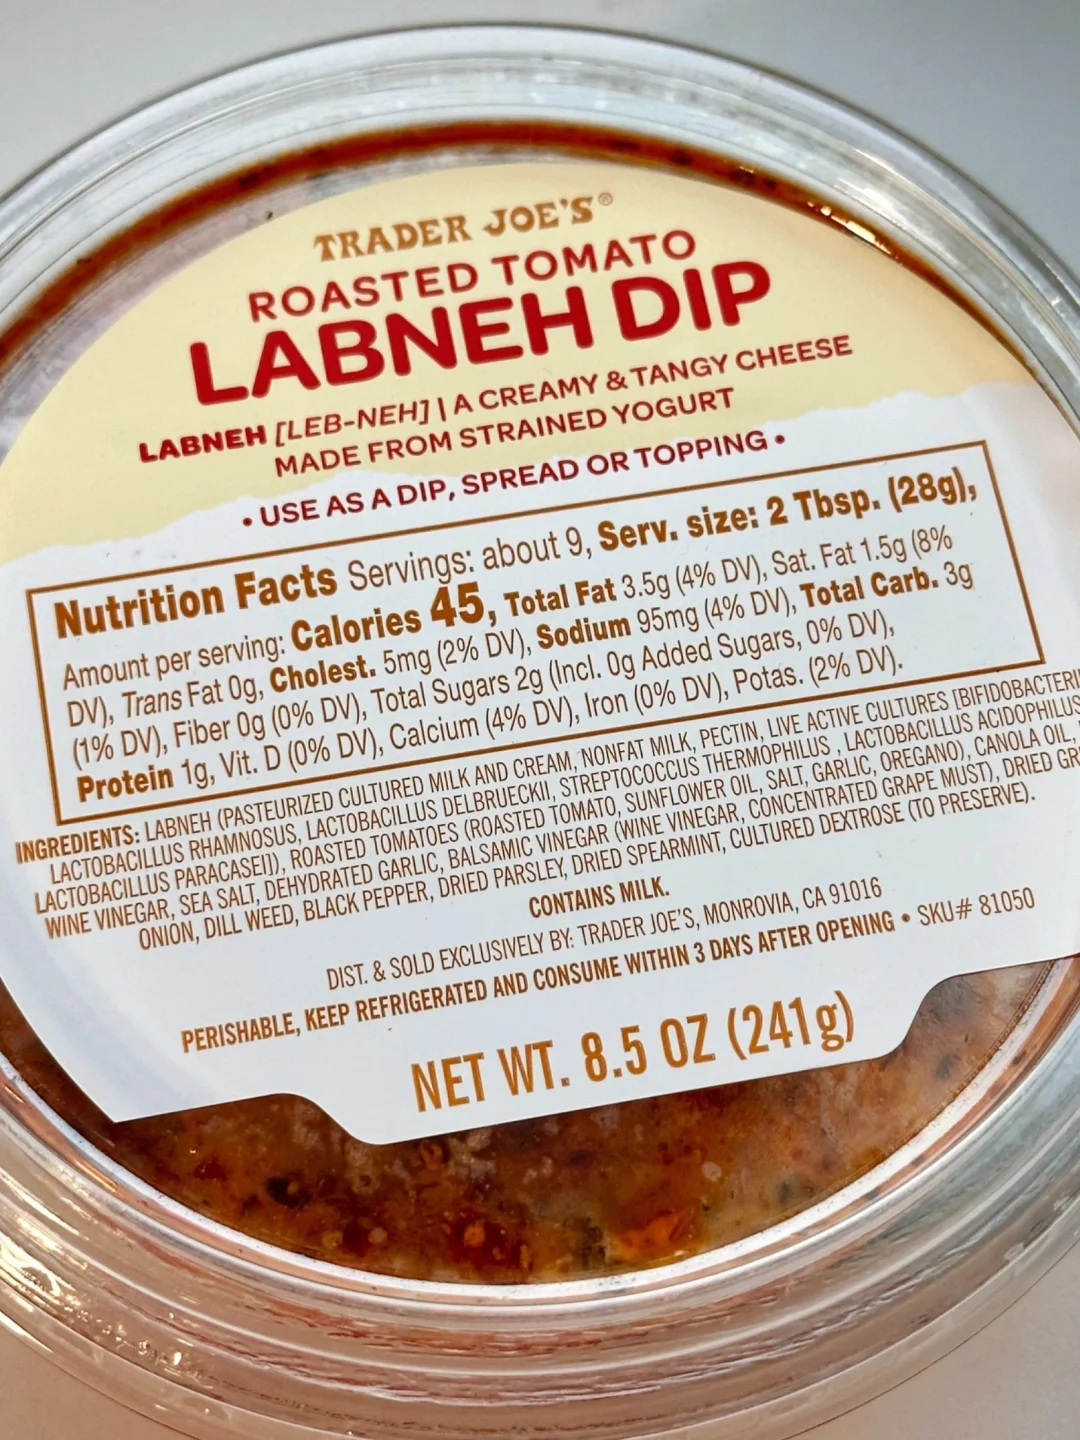 TRADER JOE'S®
ROASTED TOMATO
LABNEH DIP
LABNEH [LEB-NEH] | A CREAMY & TANGY CHEESE
MADE FROM STRAINED YOGURT
• USE AS A DIP, SPREAD OR TOPPING •
Nutrition Facts Servings: about 9, Serv. size: 2 Tbsp. (28g),
Amount per serving: Calories 45, Total Fat 3.5g (4% DV), Sat. Fat 1.5g (8%
DV), Trans Fat 0g, Cholest. 5mg (2% DV), Sodium 95mg (4% DV), Total Carb. 3g
(1% DV), Fiber 0g (0% DV), Total Sugars 2g (Incl. 0g Added Sugars, 0% DV),
Protein 1g, Vit. D (0% DV), Calcium (4% DV), Iron (0% DV), Potas. (2% DV).
INGREDIENTS: LABNEH (PASTEURIZED CULTURED MILK AND CREAM, NONFAT MILK, PECTIN, LIVE ACTIVE CULTURES [BIFIDOBACTERI
LACTOBACILLUS RHAMNOSUS, LACTOBACILLUS DELBRUECKII, STREPTOCOCCUS THERMOPHILUS , LACTOBACILLUS ACIDOPHILUS
LACTOBACILLUS PARACASEI]), ROASTED TOMATOES (ROASTED TOMATO, SUNFLOWER OIL, SALT, GARLIC, OREGANO), CANOLA OIL,
WINE VINEGAR, SEA SALT, DEHYDRATED GARLIC, BALSAMIC VINEGAR (WINE VINEGAR, CONCENTRATED GRAPE MUST), DRIED GR
ONION, DILL WEED, BLACK PEPPER, DRIED PARSLEY, DRIED SPEARMINT, CULTURED DEXTROSE (TO PRESERVE).
CONTAINS MILK.
DIST. & SOLD EXCLUSIVELY BY: TRADER JOE'S, MONROVIA, CA 91016
PERISHABLE, KEEP REFRIGERATED AND CONSUME WITHIN 3 DAYS AFTER OPENING • SKU# 81050
NET WT. 8.5 OZ (241g)